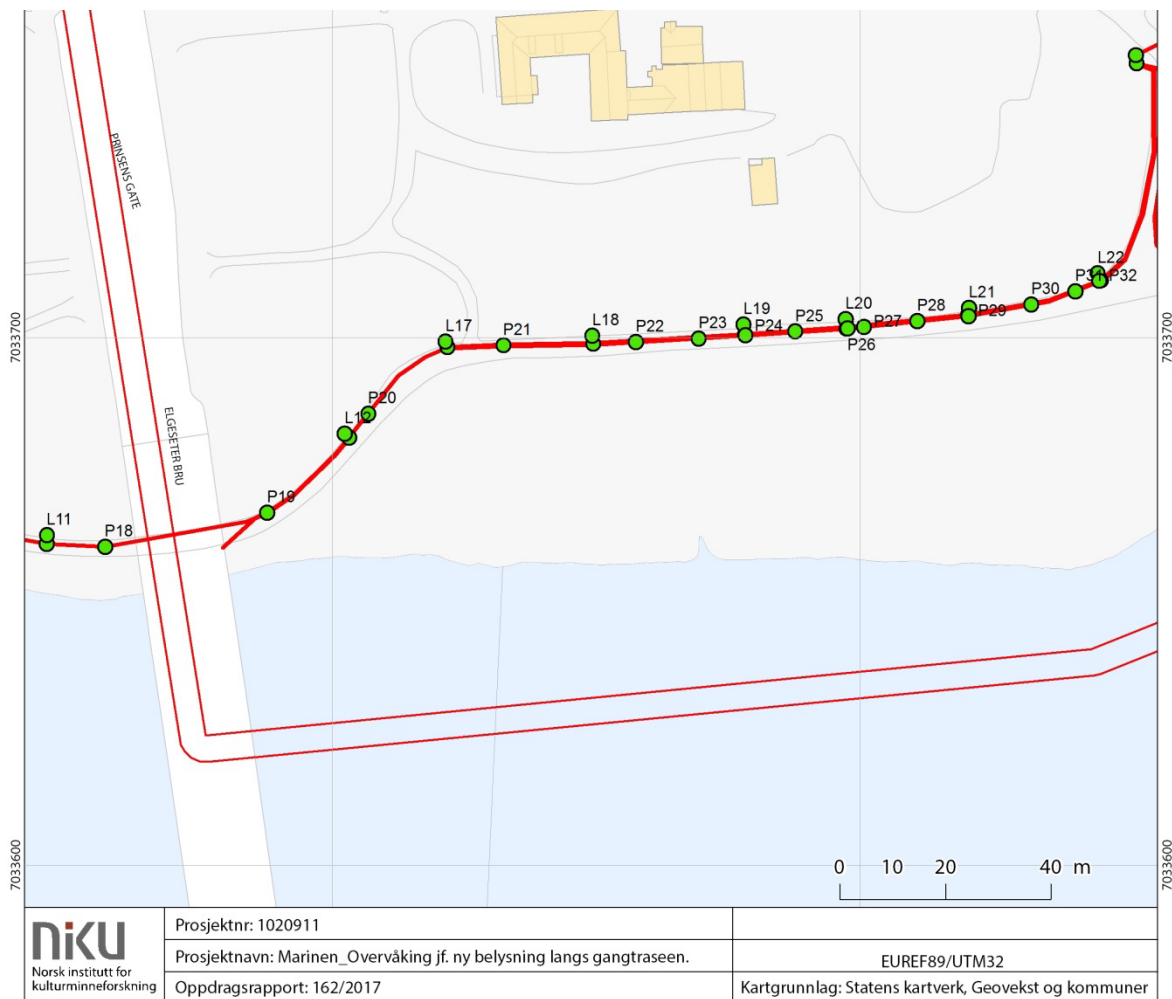 PRINSENS GATE
L22
P31
P32
L21
P30
L20
P28
P29
L19
P27
L18
P25
P24
P26
L17
P23
P22
P21
7033700
7033700
P20
L12
ELGESETER BRU
P19
L11
P18
7033600
7033600
0 10 20 40 m
niku
Norsk institutt for
kulturminneforskning
Prosjektnr: 1020911
Prosjektnavn: Marinen_Overvåking jf. ny belysning langs gangtraseen.
EUREF89/UTM32
Oppdragsrapport: 162/2017
Kartgrunnlag: Statens kartverk, Geovekst og kommuner